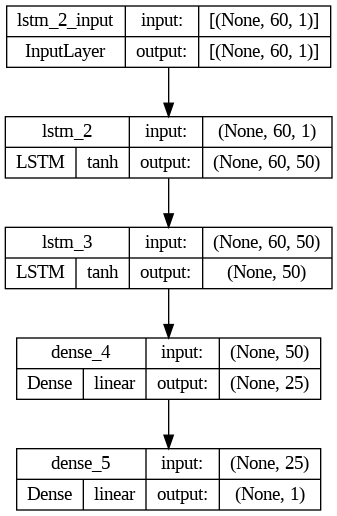 lstm_2_input input: [(None, 60, 1)]
InputLayer output: [(None, 60, 1)]
lstm_2 input: (None, 60, 1)
LSTM tanh output: (None, 60, 50)
lstm_3 input: (None, 60, 50)
LSTM tanh output: (None, 50)
dense_4 input: (None, 50)
Dense linear output: (None, 25)
dense_5 input: (None, 25)
Dense linear output: (None, 1)